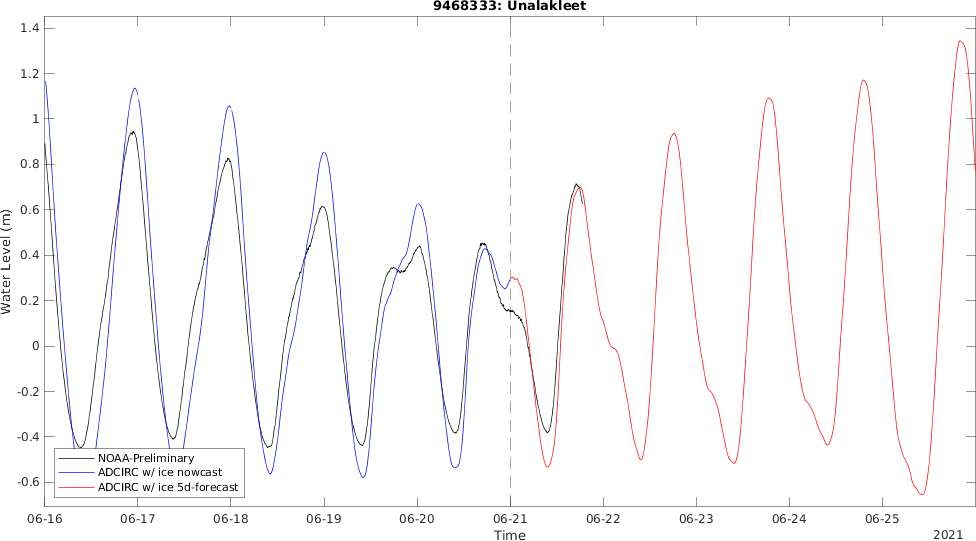 9468333: Unalakleet
Water Level (m)
1.4
1.2
1
0.8
0.6
0.4
0.2
0
-0.2
-0.4
-0.6
NOAA-Preliminary
ADCIRC w/ ice nowcast
ADCIRC w/ ice 5d-forecast
06-16 06-17 06-18 06-19 06-20 06-21 06-22 06-23 06-24 06-25
Time
2021